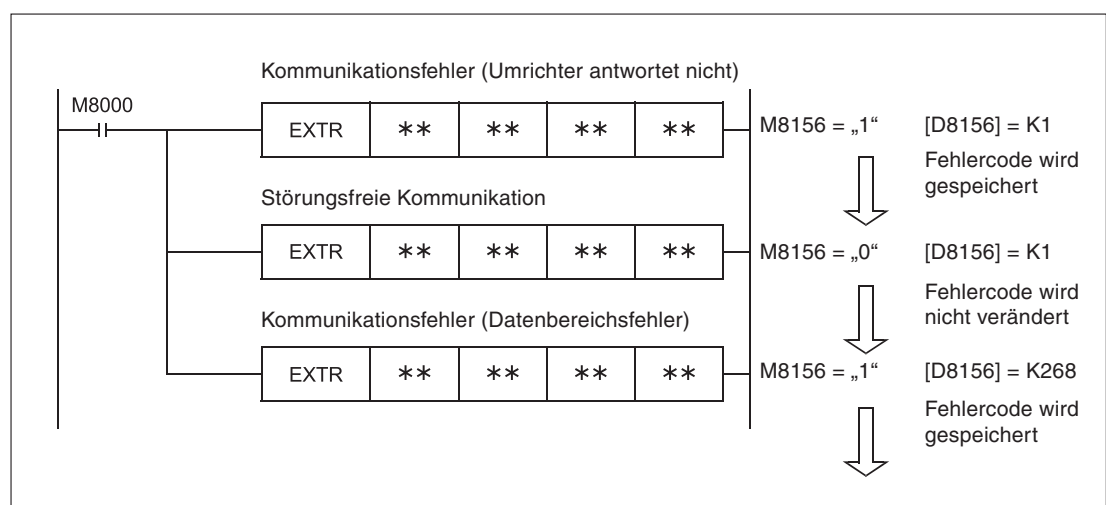 Kommunikationsfehler (Umrichter antwortet nicht)
M8000
EXTR ** ** ** ** M8156 = „1“ [D8156] = K1
Fehlercode wird
gespeichert
Störungsfreie Kommunikation
EXTR ** ** ** ** M8156 = „0“ [D8156] = K1
Fehlercode wird
nicht verändert
Kommunikationsfehler (Datenbereichsfehler)
EXTR ** ** ** ** M8156 = „1“ [D8156] = K268
Fehlercode wird
gespeichert